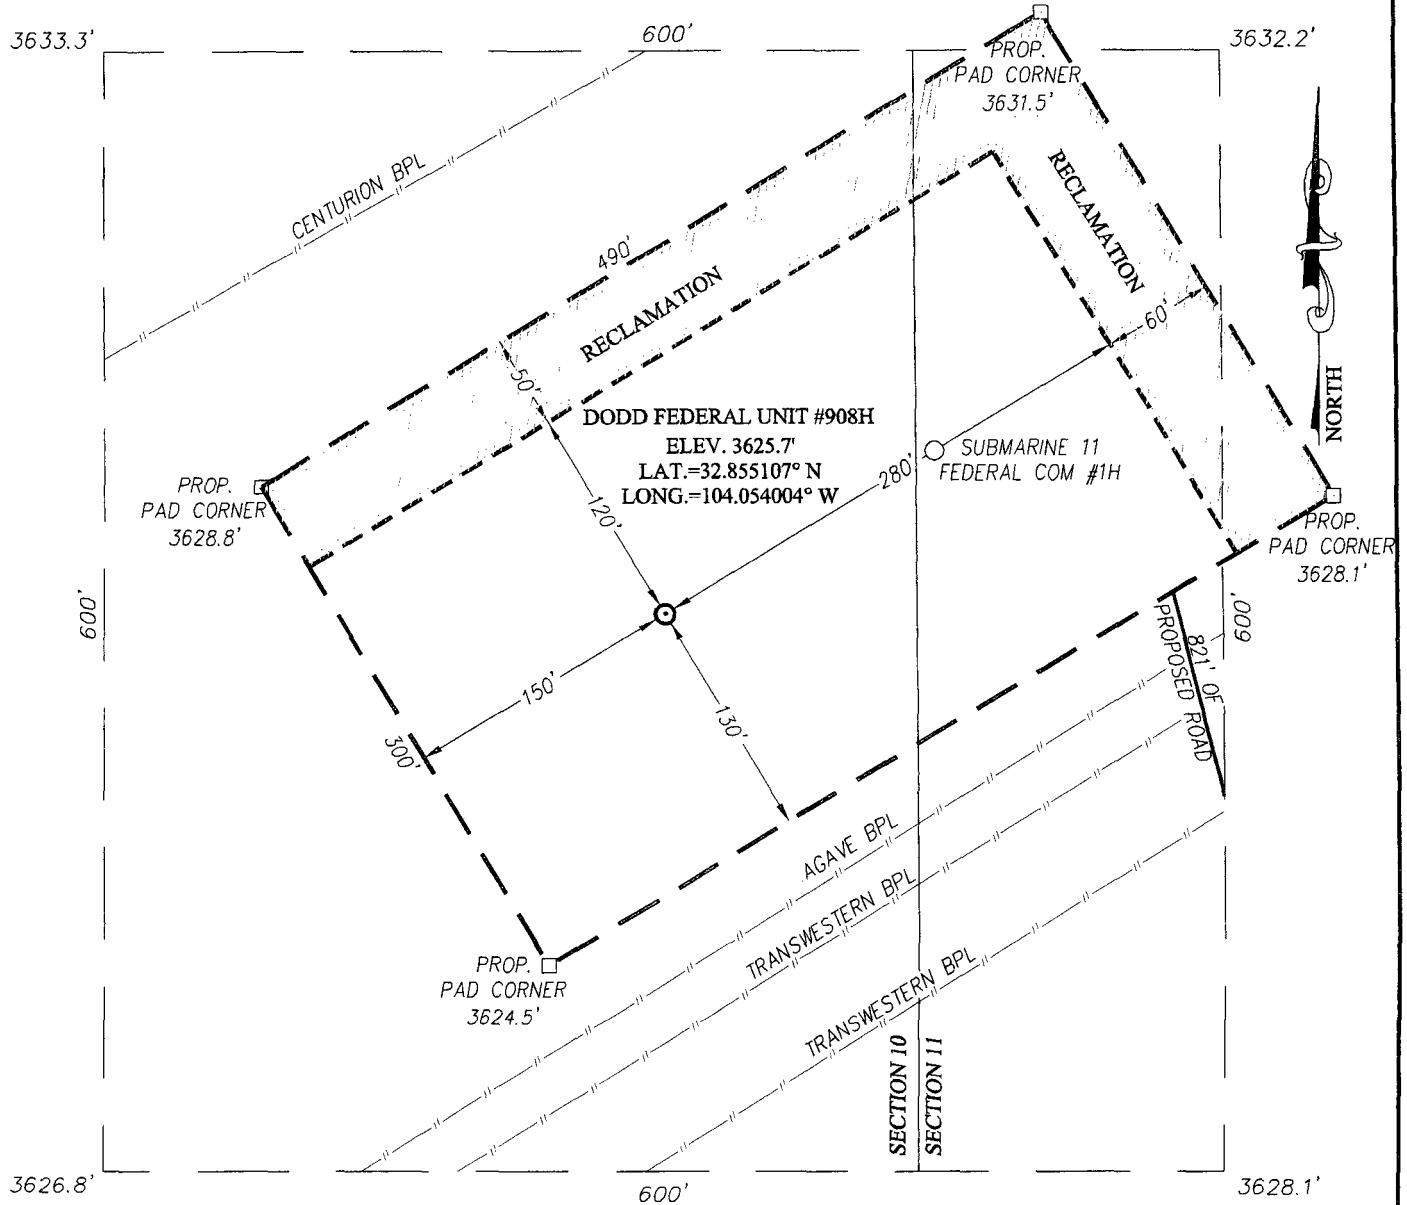 3633.3'
600'
3632.2'
PROP.
PAD CORNER
3631.5'
CENTURION BPL
490'
RECLAMATION
RECLAMATION
60'
50'
NORTH
DODD FEDERAL UNIT #908H
ELEV. 3625.7'
LAT.=32.855107° N
LONG.=104.054004° W
280'
SUBMARINE 11
FEDERAL COM #1H
PROP.
PAD CORNER
3628.8'
120'
PROP.
PAD CORNER
3628.1'
600'
600'
821' OF
PROPOSED ROAD
150'
130'
300'
AGAVE BPL
TRANSWESTERN BPL
TRANSWESTERN BPL
PROP.
PAD CORNER
3624.5'
SECTION 10
SECTION 11
3626.8'
600'
3628.1'